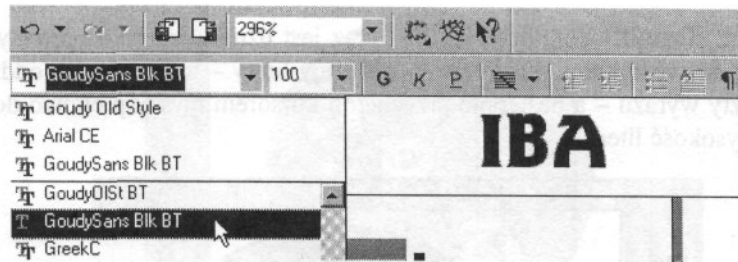 296%
GoudySans Blk BT 100 G K P ¶
Goudy Old Style
Arial CE
GoudySans Blk BT
GoudyOlSt BT
GoudySans Blk BT
GreekC
IBA